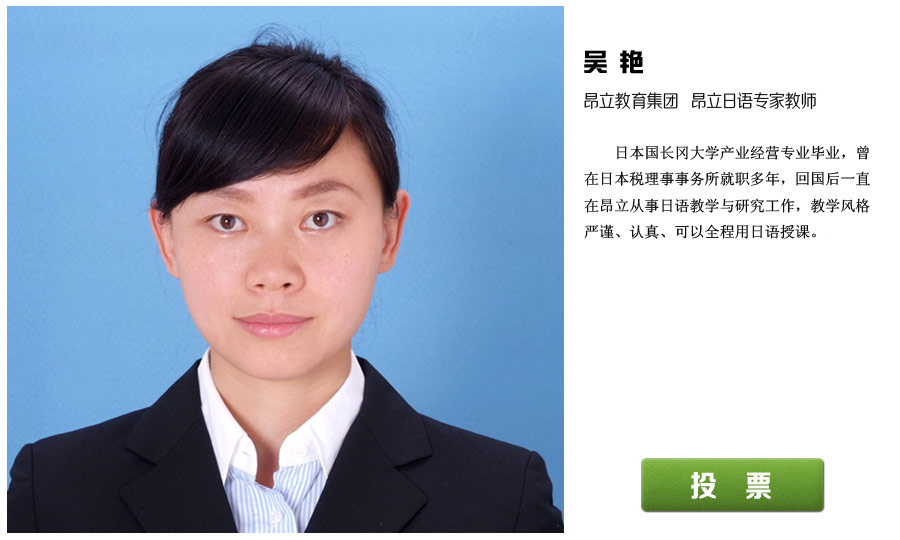 吴 艳
昂立教育集团 昂立日语专家教师
日本国长冈大学产业经营专业毕业，曾
在日本税理事事务所就职多年，回国后一直
在昂立从事日语教学与研究工作，教学风格
严谨、认真、可以全程用日语授课。
投 票